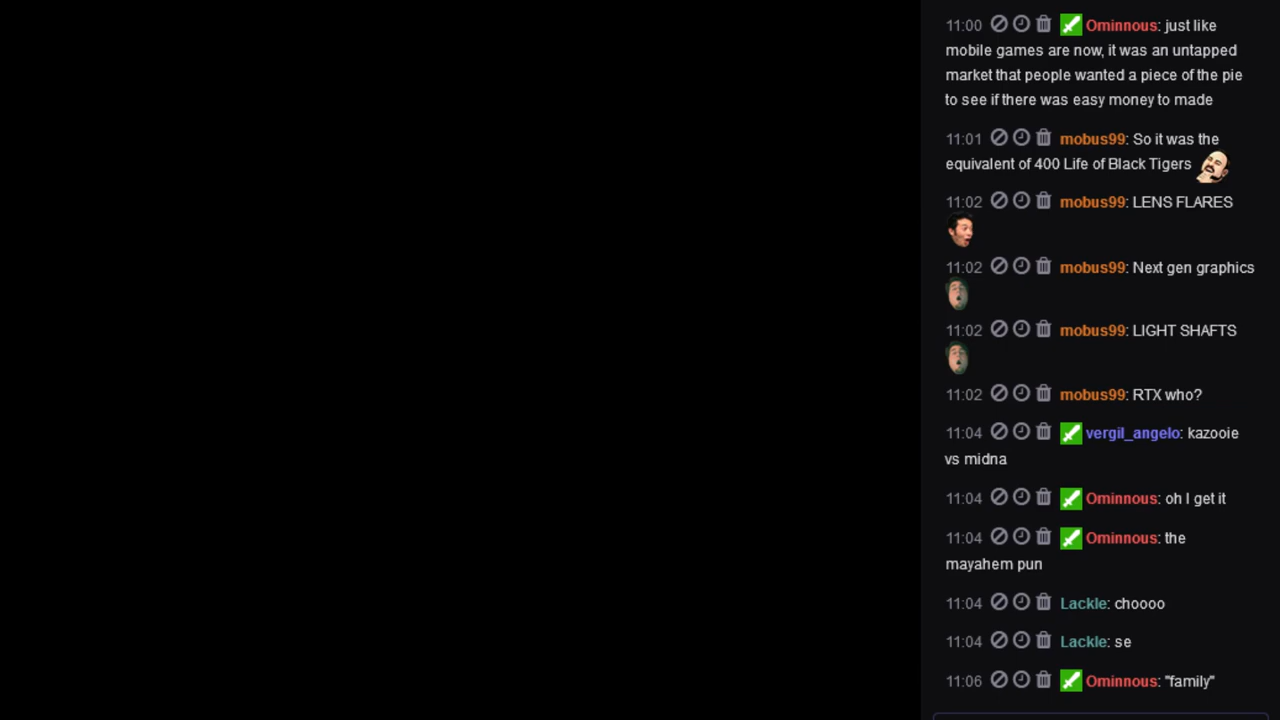 11:00 Ominnous: just like
mobile games are now, it was an untapped
market that people wanted a piece of the pie
to see if there was easy money to made
11:01 mobus99: So it was the
equivalent of 400 Life of Black Tigers
11:02 mobus99: LENS FLARES
11:02 mobus99: Next gen graphics
11:02 mobus99: LIGHT SHAFTS
11:02 mobus99: RTX who?
11:04 vergil_angelo: kazooie
vs midna
11:04 Ominnous: oh I get it
11:04 Ominnous: the
mayahem pun
11:04 Lackle: choooo
11:04 Lackle: se
11:06 Ominnous: "family"